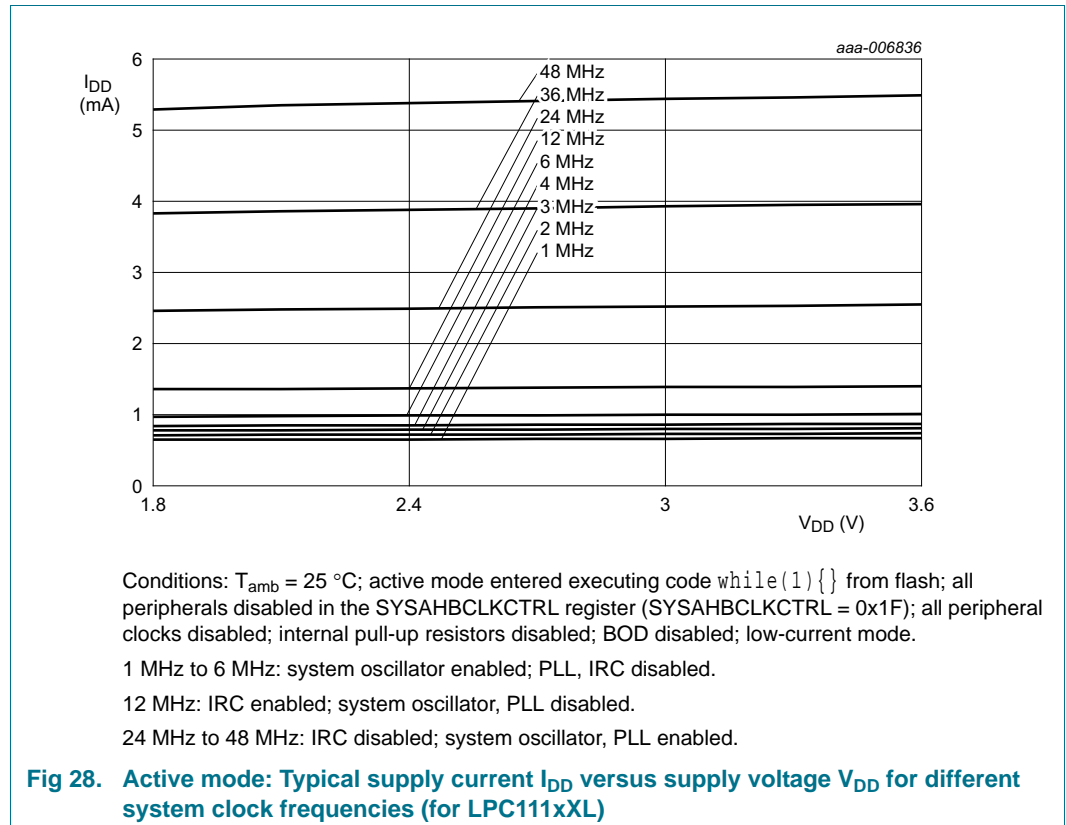 aaa-006836
6
I_DD
(mA)
5
4
3
2
1
0
48 MHz
36 MHz
24 MHz
12 MHz
6 MHz
4 MHz
3 MHz
2 MHz
1 MHz
1.8
2.4
3
3.6
V_DD (V)
Conditions: T_amb = 25 °C; active mode entered executing code while(1){} from flash; all
peripherals disabled in the SYSAHBCLKCTRL register (SYSAHBCLKCTRL = 0x1F); all peripheral
clocks disabled; internal pull-up resistors disabled; BOD disabled; low-current mode.
1 MHz to 6 MHz: system oscillator enabled; PLL, IRC disabled.
12 MHz: IRC enabled; system oscillator, PLL disabled.
24 MHz to 48 MHz: IRC disabled; system oscillator, PLL enabled.
Fig 28. Active mode: Typical supply current I_DD versus supply voltage V_DD for different
system clock frequencies (for LPC111xXL)